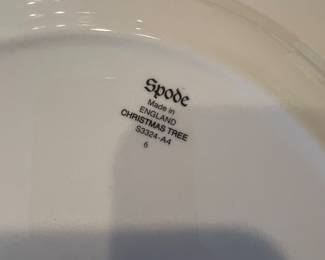 Spode
Made in
ENGLAND
CHRISTMAS TREE
S3324-A4
6